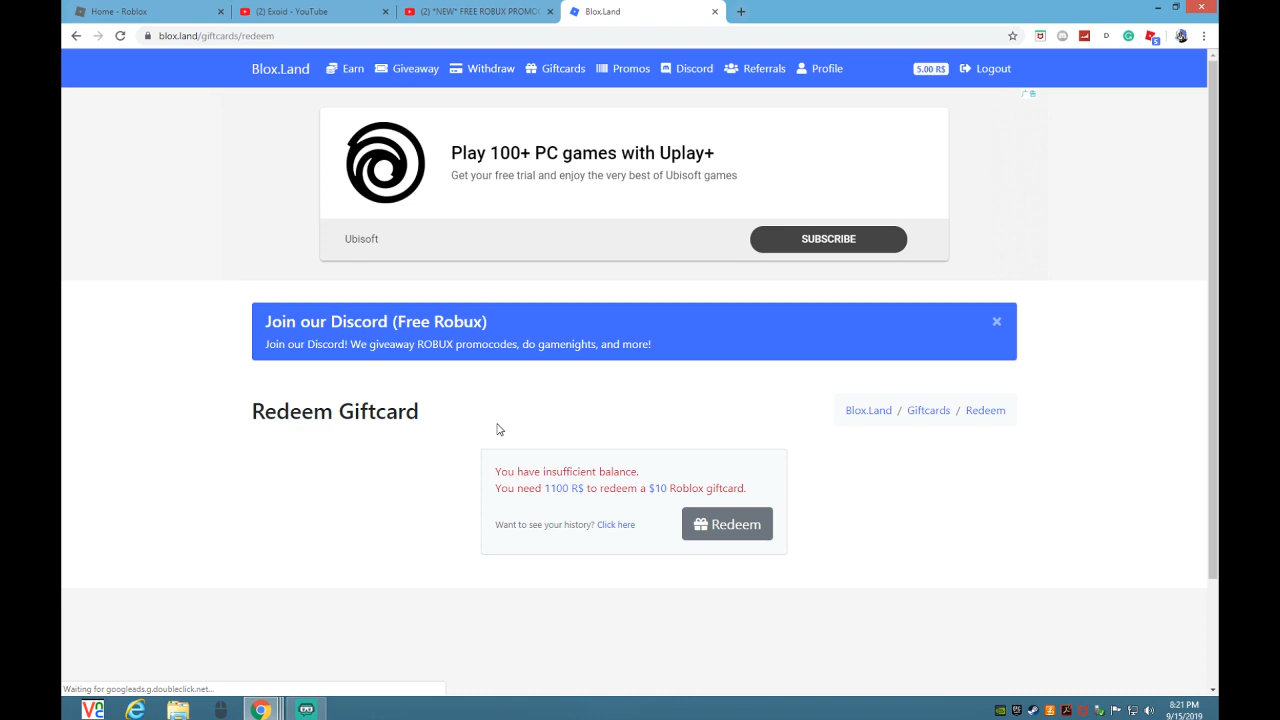 Home - Roblox
(2) Exoid - YouTube
(2) *NEW* FREE ROBUX PROMO
Blox.Land
blox.land/giftcards/redeem
Blox.Land Earn Giveaway Withdraw Giftcards Promos Discord Referrals Profile 5.00 R$ Logout
Play 100+ PC games with Uplay+
Get your free trial and enjoy the very best of Ubisoft games
Ubisoft
SUBSCRIBE
Join our Discord (Free Robux)
Join our Discord! We giveaway ROBUX promocodes, do gamenights, and more!
Redeem Giftcard
Blox.Land / Giftcards / Redeem
You have insufficient balance.
You need 1100 R$ to redeem a $10 Roblox giftcard.
Want to see your history? Click here
Redeem
Waiting for googleads.g.doubleclick.net...
8:21 PM
9/15/2019